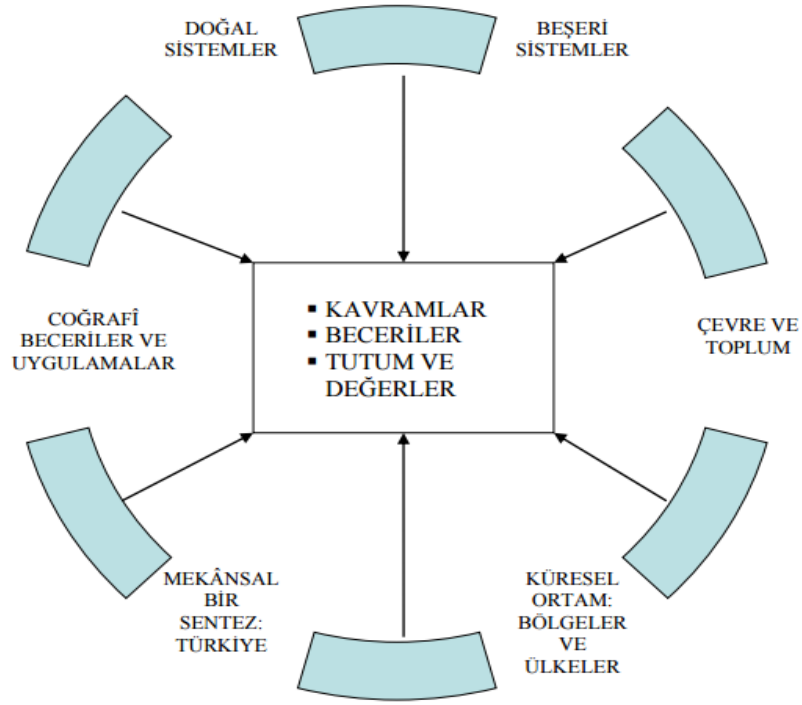 DOĞAL
SİSTEMLER
BEŞERİ
SİSTEMLER
COĞRAFÎ
BECERİLER VE
UYGULAMALAR
▪ KAVRAMLAR
▪ BECERİLER
▪ TUTUM VE
DEĞERLER
ÇEVRE VE
TOPLUM
MEKÂNSAL
BİR
SENTEZ:
TÜRKİYE
KÜRESEL
ORTAM:
BÖLGELER
VE
ÜLKELER